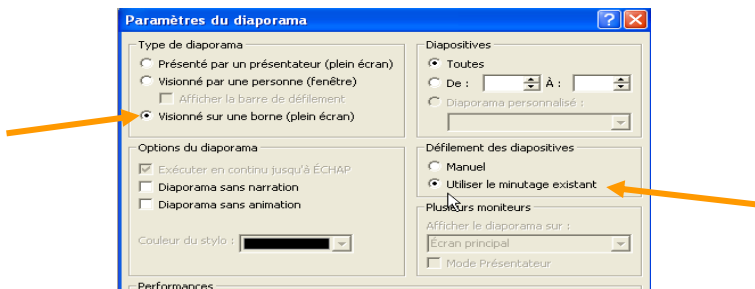 Paramètres du diaporama
Type de diaporama
Présenté par un présentateur (plein écran)
Visionné par une personne (fenêtre)
Afficher la barre de défilement
Visionné sur une borne (plein écran)
Diapositives
Toutes
De : À :
Diaporama personnalisé :
Options du diaporama
Exécuter en continu jusqu'à ÉCHAP
Diaporama sans narration
Diaporama sans animation
Couleur du stylo :
Défilement des diapositives
Manuel
Utiliser le minutage existant
Plusieurs moniteurs
Afficher le diaporama sur :
Écran principal
Mode Présentateur
Performances